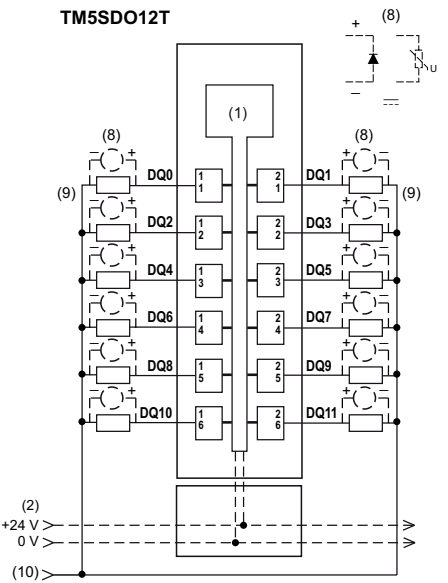 TM5SDO12T
+ (8)
U
−
(1)
(8) (8)
− + + −
(9) DQ0 1 1 2 1 DQ1 (9)
− + + −
DQ2 1 2 2 2 DQ3
− + + −
DQ4 1 3 2 3 DQ5
− + + −
DQ6 1 4 2 4 DQ7
− + + −
DQ8 1 5 2 5 DQ9
− + + −
DQ10 1 6 2 6 DQ11
(2)
+24 V
0 V
(10)